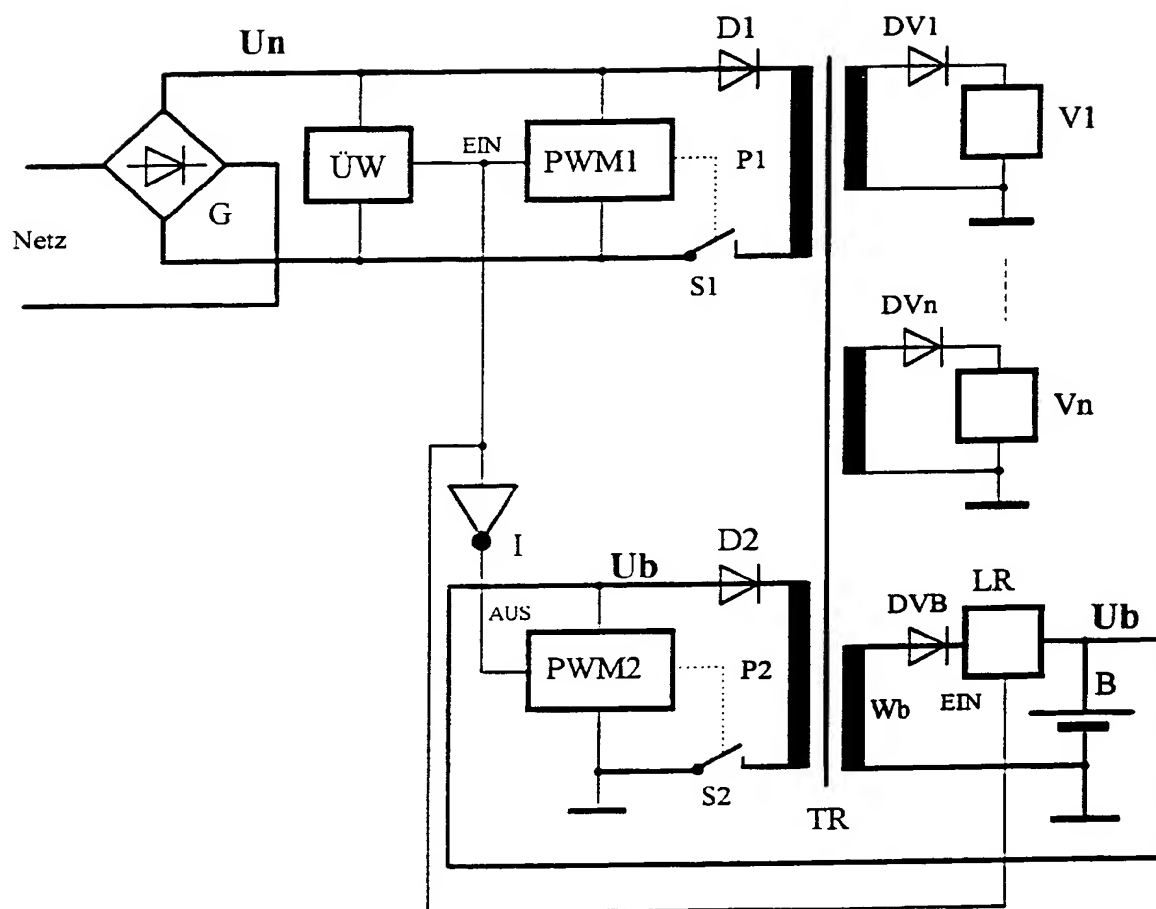 D1
DV1
Un
V1
ÜW
EIN
PWM1
P1
G
Netz
S1
DVn
Vn
I
D2
Ub
LR
DVB
Ub
AUS
PWM2
P2
Wb
EIN
B
S2
TR